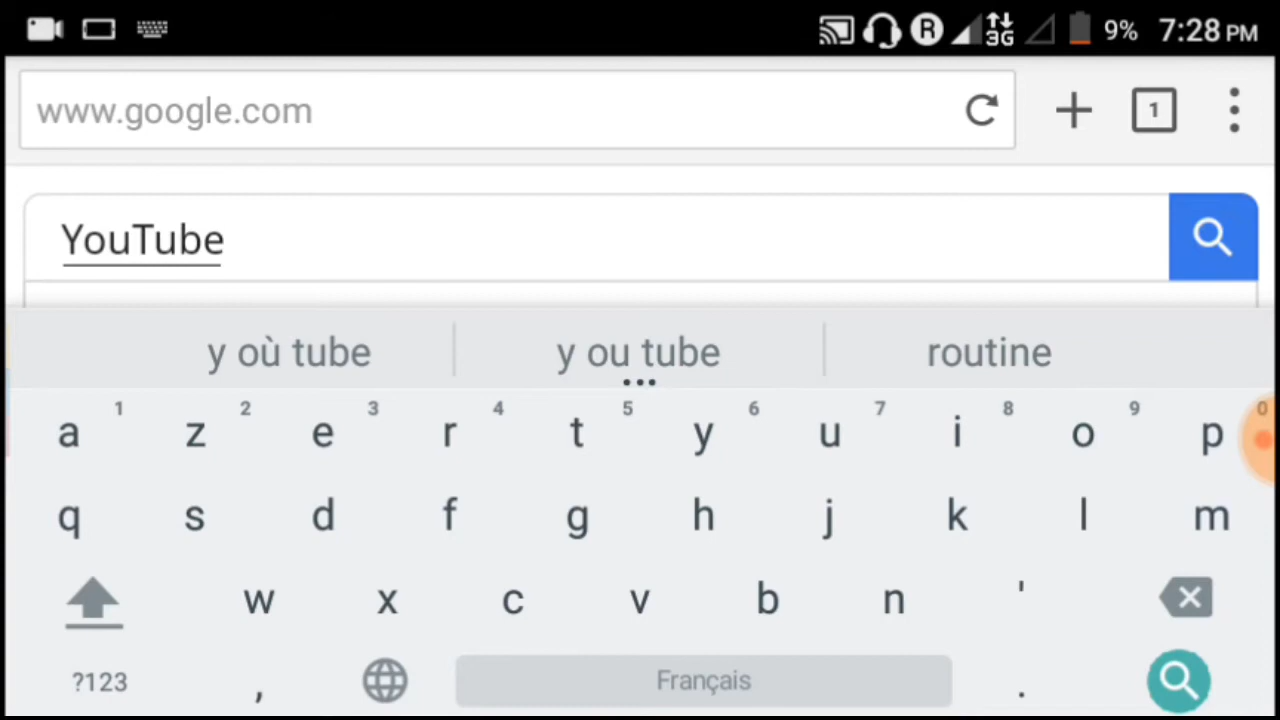 R 3G 9% 7:28 PM
www.google.com 1
YouTube
y où tube y ou tube routine
1 2 3 4 5 6 7 8 9 0
a z e r t y u i o p
q s d f g h j k l m
w x c v b n '
?123 , Français .